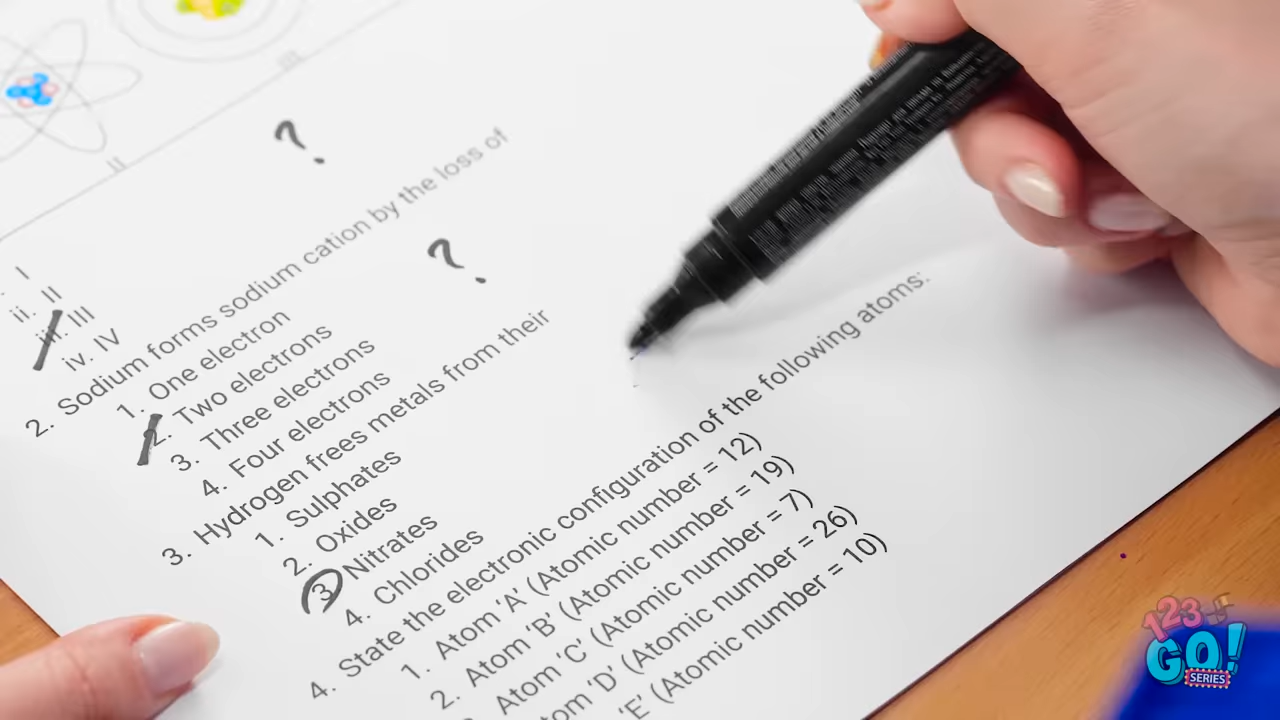 III
II
?
i. I
ii. II
iii. III
iv. IV
2. Sodium forms sodium cation by the loss of
1. One electron
2. Two electrons
3. Three electrons
4. Four electrons
?
3. Hydrogen frees metals from their
1. Sulphates
2. Oxides
3 Nitrates
4. Chlorides
4. State the electronic configuration of the following atoms:
1. Atom ‘A’ (Atomic number = 12)
2. Atom ‘B’ (Atomic number = 19)
Atom ‘C’ (Atomic number = 7)
tom ‘D’ (Atomic number = 26)
‘E’ (Atomic number = 10)
123
GO!
SERIES